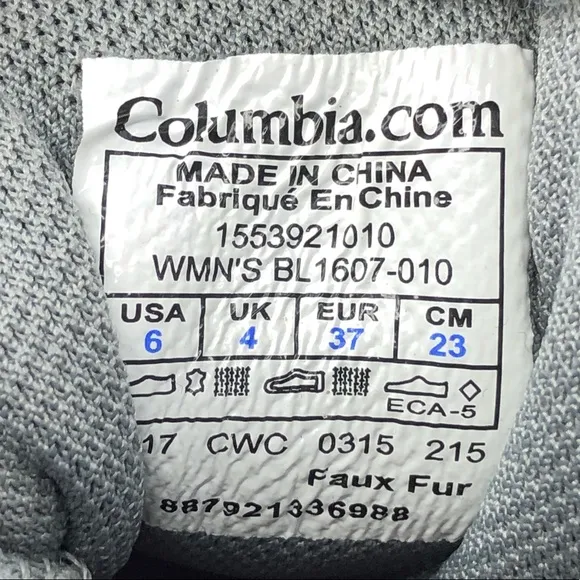 Columbia.com
MADE IN CHINA
Fabriqué En Chine
1553921010
WMN'S BL1607-010
USA UK EUR CM
6 4 37 23
ECA-5
17 CWC 0315 215
Faux Fur
887921336988